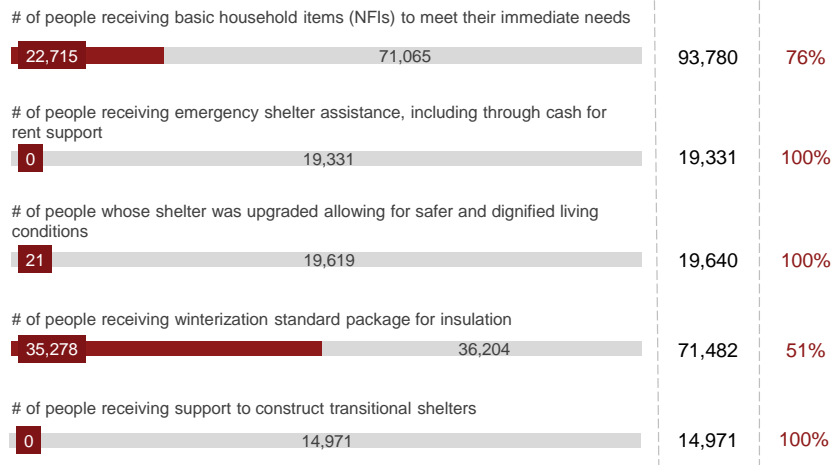 # of people receiving basic household items (NFIs) to meet their immediate needs
22,715 71,065 93,780 76%
# of people receiving emergency shelter assistance, including through cash for
rent support
0 19,331 19,331 100%
# of people whose shelter was upgraded allowing for safer and dignified living
conditions
21 19,619 19,640 100%
# of people receiving winterization standard package for insulation
35,278 36,204 71,482 51%
# of people receiving support to construct transitional shelters
0 14,971 14,971 100%